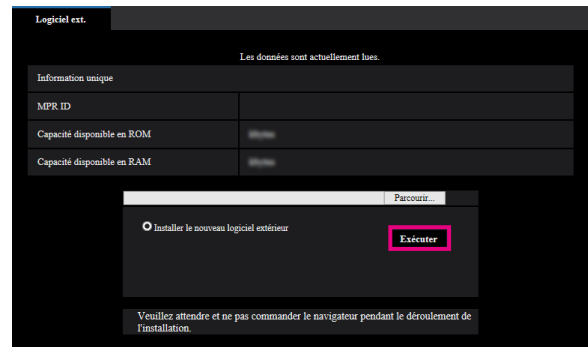 Logiciel ext.
Les données sont actuellement lues.
Information unique
MPR ID
Capacité disponible en ROM
Capacité disponible en RAM
Parcourir...
Installer le nouveau logiciel extérieur
Exécuter
Veuillez attendre et ne pas commander le navigateur pendant le déroulement de
l'installation.